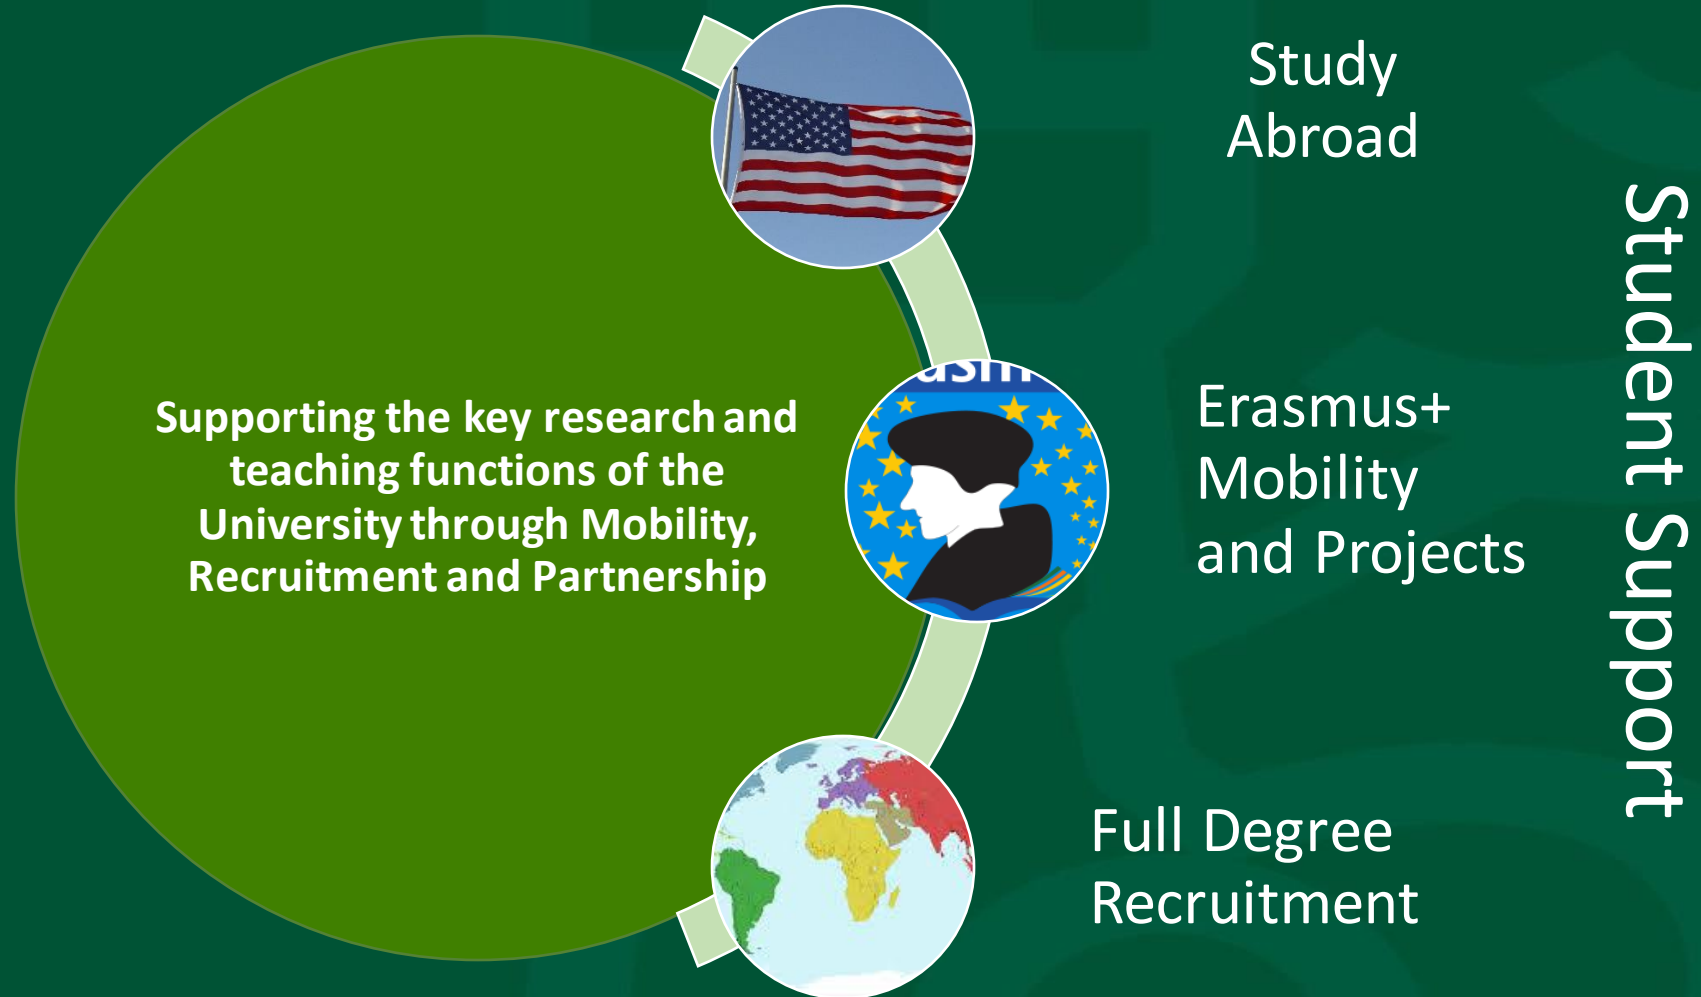 Study
Abroad
Supporting the key research and
teaching functions of the
University through Mobility,
Recruitment and Partnership
asm
Erasmus+
Mobility
and Projects
Full Degree
Recruitment
Student Support